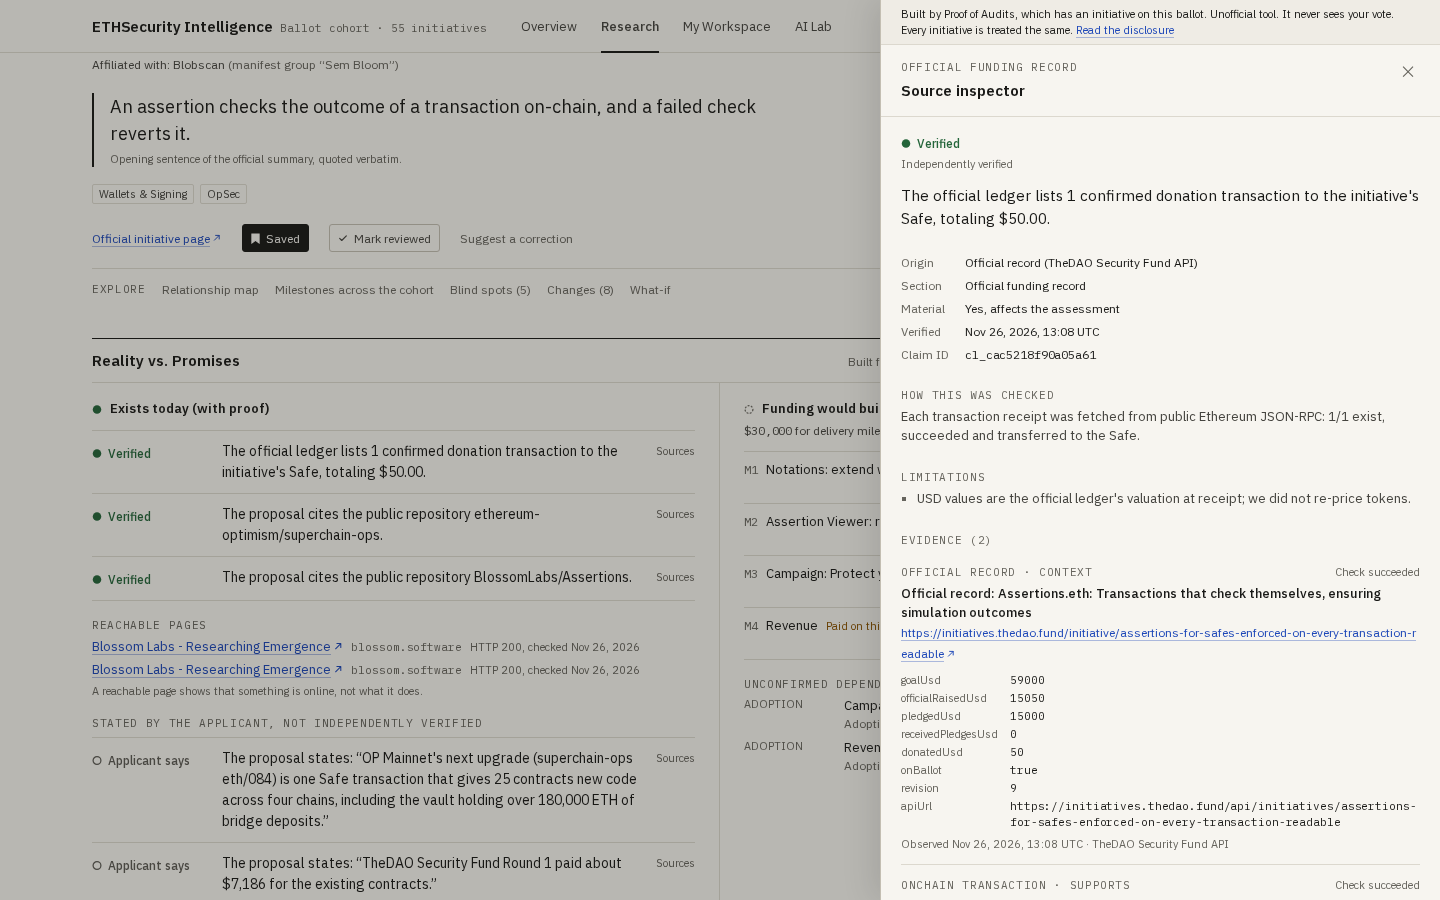 ETHSecurity Intelligence Ballot cohort · 55 initiatives Overview Research My Workspace AI Lab
Affiliated with: Blobscan (manifest group “Sem Bloom”)
An assertion checks the outcome of a transaction on-chain, and a failed check
reverts it.
Opening sentence of the official summary, quoted verbatim.
Wallets & Signing OpSec
Official initiative page ↗ Saved Mark reviewed Suggest a correction
EXPLORE Relationship map Milestones across the cohort Blind spots (5) Changes (8) What-if
Reality vs. Promises Built f
Exists today (with proof)
Verified The official ledger lists 1 confirmed donation transaction to the Sources
initiative's Safe, totaling $50.00.
Verified The proposal cites the public repository ethereum- Sources
optimism/superchain-ops.
Verified The proposal cites the public repository BlossomLabs/Assertions. Sources
REACHABLE PAGES
Blossom Labs - Researching Emergence ↗ blossom.software HTTP 200, checked Nov 26, 2026
Blossom Labs - Researching Emergence ↗ blossom.software HTTP 200, checked Nov 26, 2026
A reachable page shows that something is online, not what it does.
STATED BY THE APPLICANT, NOT INDEPENDENTLY VERIFIED
Applicant says The proposal states: “OP Mainnet's next upgrade (superchain-ops Sources
eth/084) is one Safe transaction that gives 25 contracts new code
across four chains, including the vault holding over 180,000 ETH of
bridge deposits.”
Applicant says The proposal states: “TheDAO Security Fund Round 1 paid about Sources
$7,186 for the existing contracts.”
Funding would bui
$30,000 for delivery mile
M1 Notations: extend v
M2 Assertion Viewer: r
M3 Campaign: Protect y
M4 Revenue Paid on thi
UNCONFIRMED DEPEND
ADOPTION Campa
Adopti
ADOPTION Reven
Adopti
Built by Proof of Audits, which has an initiative on this ballot. Unofficial tool. It never sees your vote.
Every initiative is treated the same. Read the disclosure
OFFICIAL FUNDING RECORD
Source inspector
Verified
Independently verified
The official ledger lists 1 confirmed donation transaction to the initiative's
Safe, totaling $50.00.
Origin Official record (TheDAO Security Fund API)
Section Official funding record
Material Yes, affects the assessment
Verified Nov 26, 2026, 13:08 UTC
Claim ID cl_cac5218f90a05a61
HOW THIS WAS CHECKED
Each transaction receipt was fetched from public Ethereum JSON-RPC: 1/1 exist,
succeeded and transferred to the Safe.
LIMITATIONS
▪ USD values are the official ledger's valuation at receipt; we did not re-price tokens.
EVIDENCE (2)
OFFICIAL RECORD · CONTEXT Check succeeded
Official record: Assertions.eth: Transactions that check themselves, ensuring
simulation outcomes
https://initiatives.thedao.fund/initiative/assertions-for-safes-enforced-on-every-transaction-r
eadable ↗
goalUsd 59000
officialRaisedUsd 15050
pledgedUsd 15000
receivedPledgesUsd 0
donatedUsd 50
onBallot true
revision 9
apiUrl https://initiatives.thedao.fund/api/initiatives/assertions-
for-safes-enforced-on-every-transaction-readable
Observed Nov 26, 2026, 13:08 UTC · TheDAO Security Fund API
ONCHAIN TRANSACTION · SUPPORTS Check succeeded